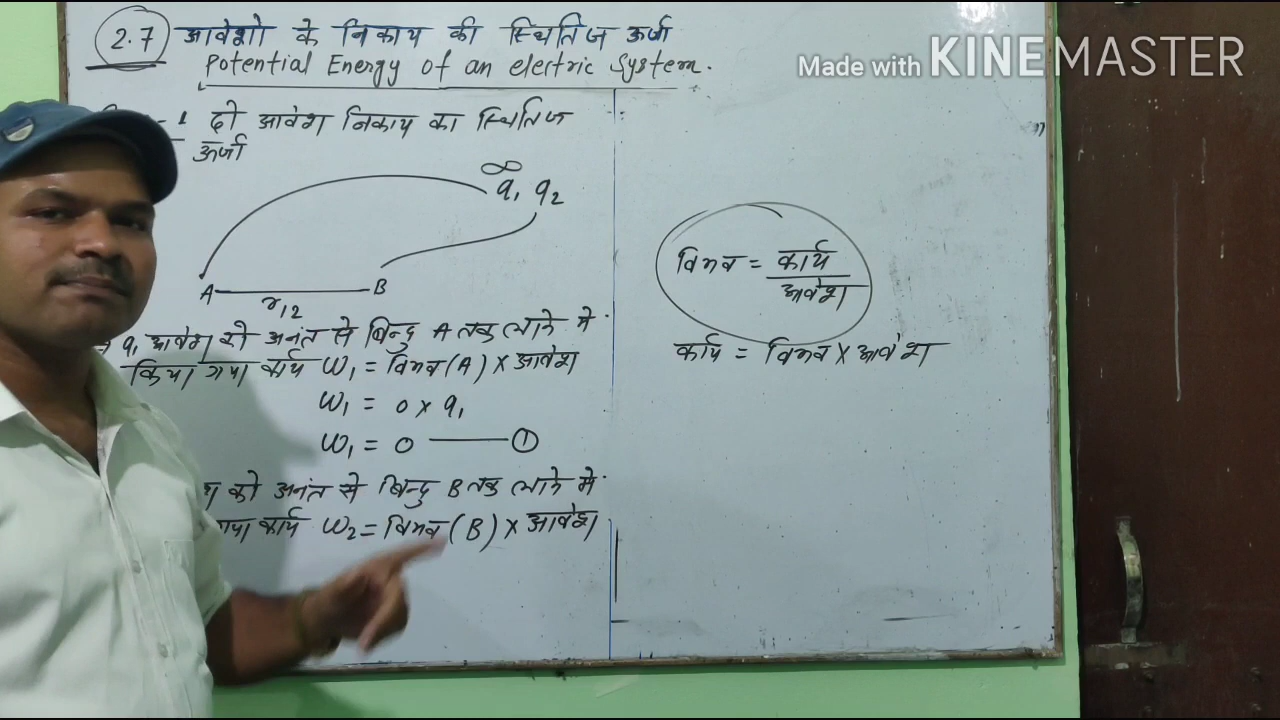 2.7 आवेशो के निकाय की स्थितिज ऊर्जा
Potential Energy of an electric System.
Made with KINEMASTER
1 दो आवेश निकाय का स्थितिज
ऊर्जा
∞
q₁ q₂
A B
r₁₂
q₁ आवेश को अनंत से बिन्दु A तक लाने में
किया गया कार्य W₁ = विभव (A) × आवेश
W₁ = 0 × q₁
W₁ = 0 — ①
को अनंत से बिन्दु B तक लाने में
कार्य W₂ = विभव (B) × आवेश
विभव = कार्य / आवेश
कार्य = विभव × आवेश